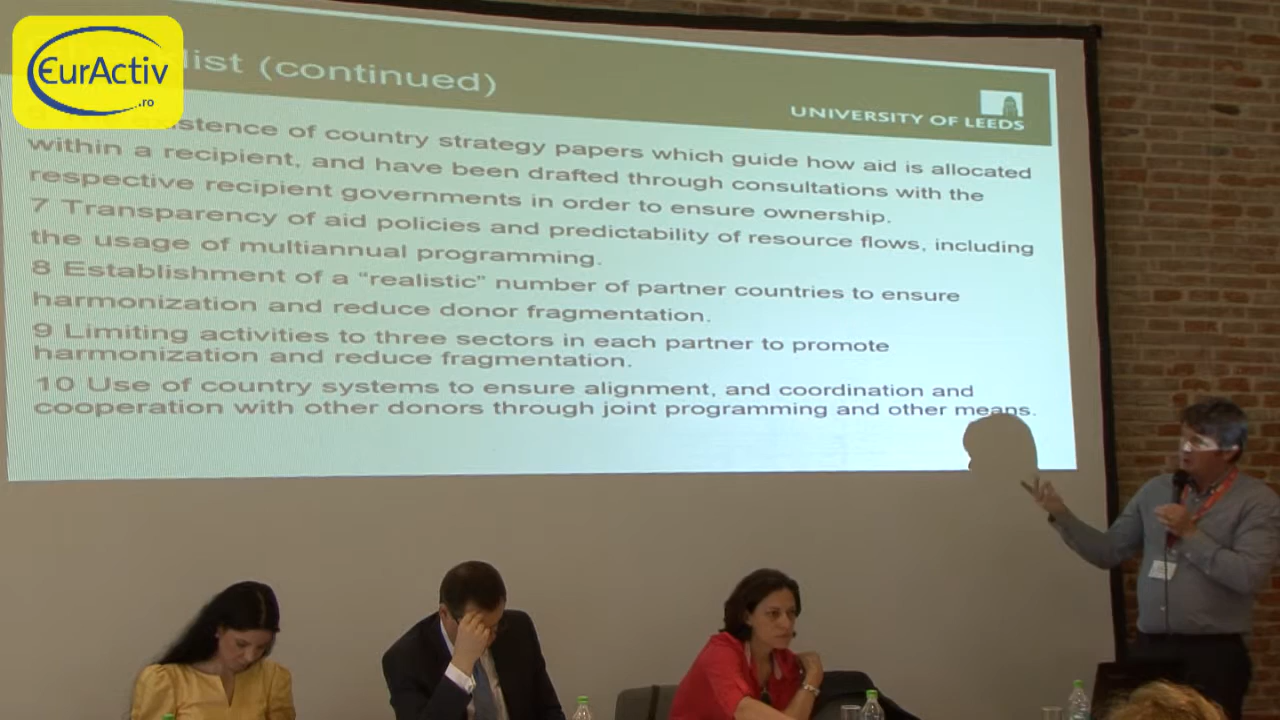 EurActiv
.ro
list (continued)
UNIVERSITY OF LEEDS
of country strategy papers which guide how aid is allocated
within a recipient, and have been drafted through consultations with the
respective recipient governments in order to ensure ownership.
7 Transparency of aid policies and predictability of resource flows, including
the usage of multiannual programming.
8 Establishment of a “realistic” number of partner countries to ensure
harmonization and reduce donor fragmentation.
9 Limiting activities to three sectors in each partner to promote
harmonization and reduce fragmentation.
10 Use of country systems to ensure alignment, and coordination and
cooperation with other donors through joint programming and other means.